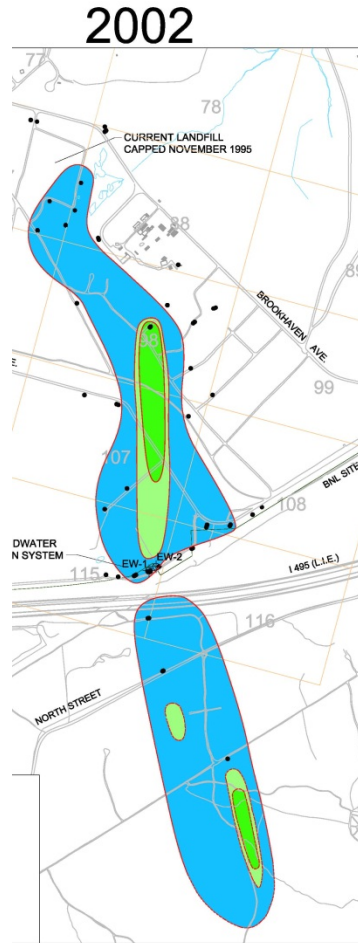 2002
77
78
CURRENT LANDFILL
CAPPED NOVEMBER 1995
88
89
BROOKHAVEN AVE.
98
99
E.
107
108
BNL SITE
DWATER
N SYSTEM
EW-1
EW-2
115
I 495 (L.I.E.)
116
NORTH STREET